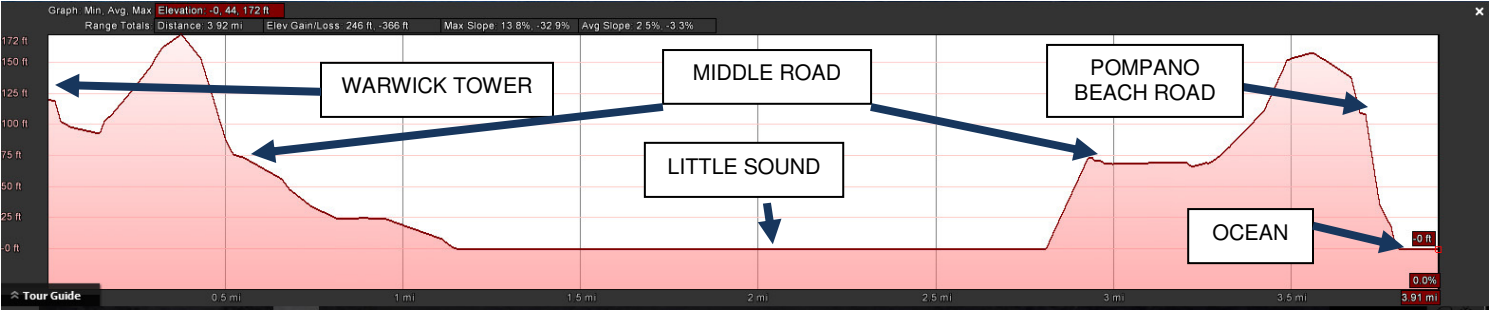 Graph: Min, Avg, Max Elevation: -0, 44, 172 ft
Range Totals: Distance: 3.92 mi Elev Gain/Loss: 246 ft, -366 ft Max Slope: 13.8%, -32.9% Avg Slope: 2.5%, -3.3%
172 ft
150 ft
125 ft
100 ft
75 ft
50 ft
25 ft
-0 ft
WARWICK TOWER
MIDDLE ROAD
POMPANO
BEACH ROAD
LITTLE SOUND
OCEAN
-0 ft
0.0%
Tour Guide
0.5 mi 1 mi 1.5 mi 2 mi 2.5 mi 3 mi 3.5 mi 3.91 mi